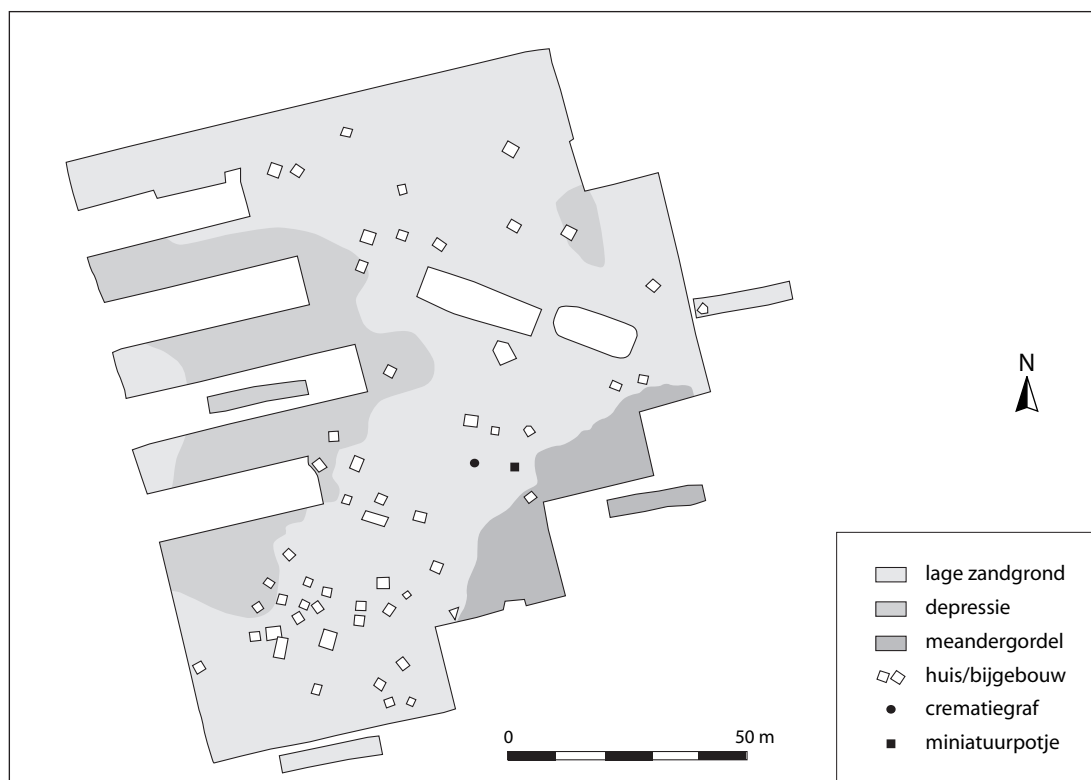 N
lage zandgrond
depressie
meandergordel
huis/bijgebouw
crematiegraf
miniatuurpotje
0 50 m